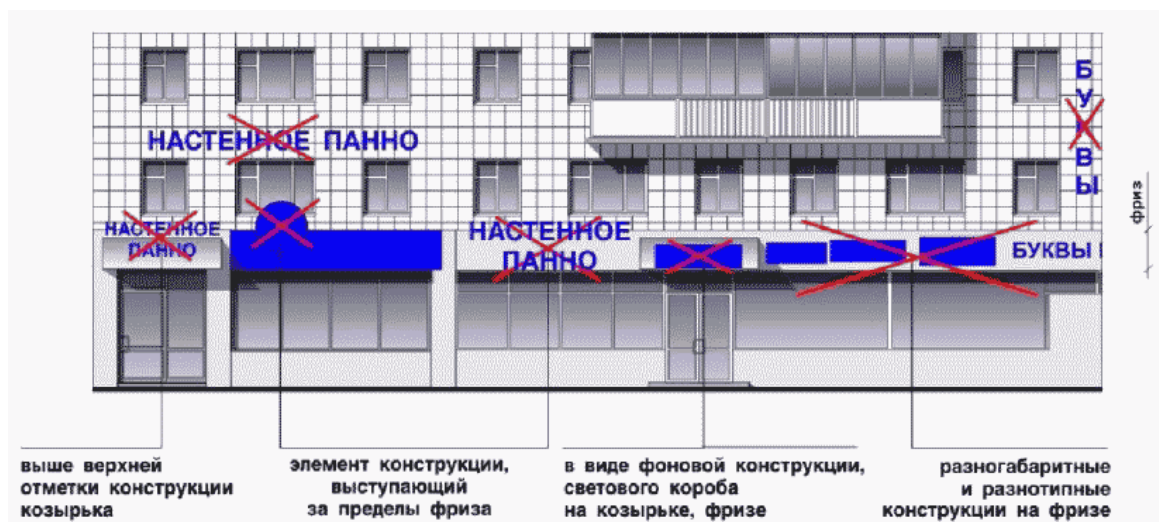 Б
У
К
В
Ы
НАСТЕННОЕ ПАННО
фриз
НАСТЕННОЕ
ПАННО
НАСТЕННОЕ
ПАННО
БУКВЫ
выше верхней
отметки конструкции
козырька
элемент конструкции,
выступающий
за пределы фриза
в виде фоновой конструкции,
светового короба
на козырьке, фризе
разногабаритные
и разнотипные
конструкции на фризе